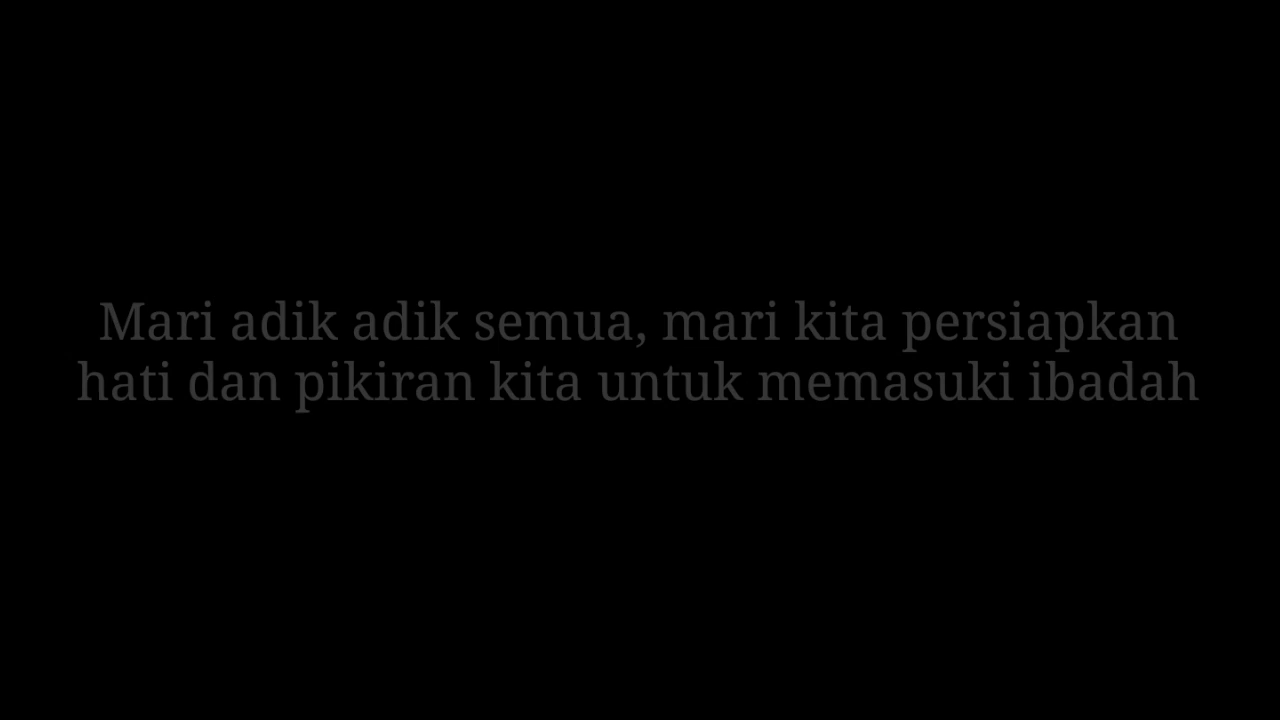 Mari adik adik semua, mari kita persiapkan
hati dan pikiran kita untuk memasuki ibadah